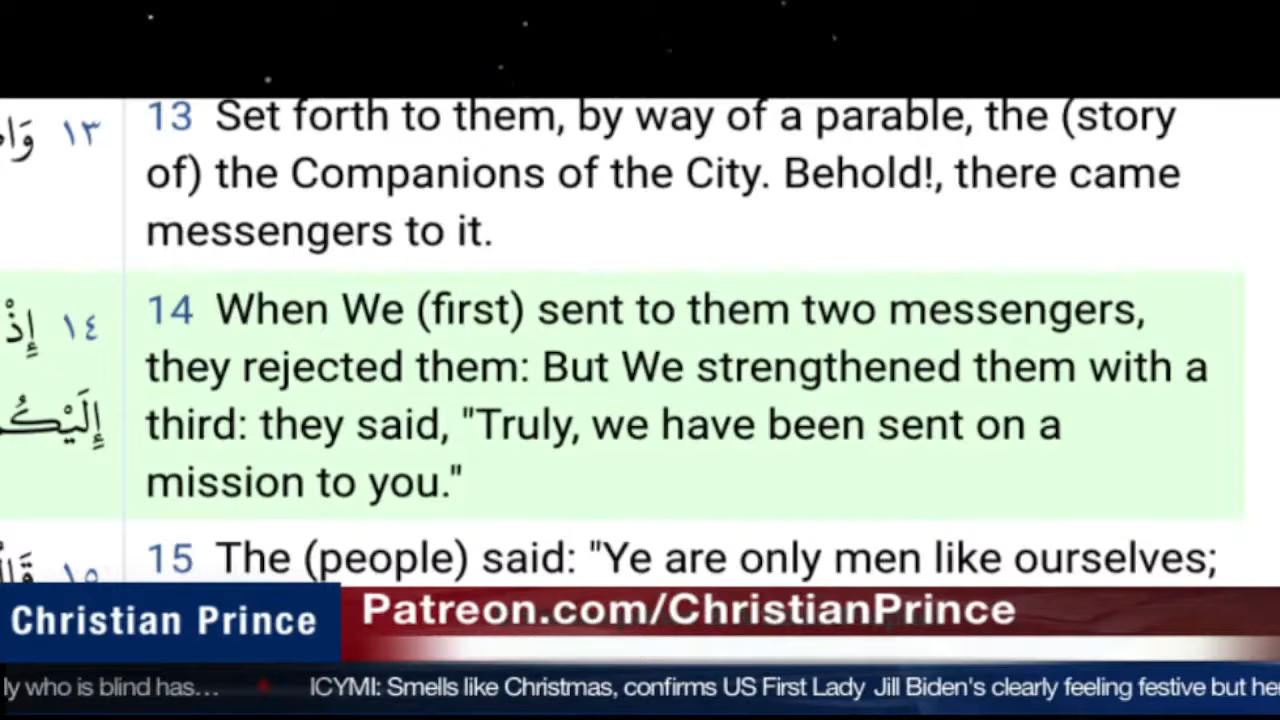 13 Set forth to them, by way of a parable, the (story
of) the Companions of the City. Behold!, there came
messengers to it.
١٣
14 When We (first) sent to them two messengers,
they rejected them: But We strengthened them with a
third: they said, "Truly, we have been sent on a
mission to you."
١٤ إِذْ
15 The (people) said: "Ye are only men like ourselves;
١٥
Christian Prince
Patreon.com/ChristianPrince
ly who is blind has... ICYMI: Smells like Christmas, confirms US First Lady Jill Biden's clearly feeling festive but her